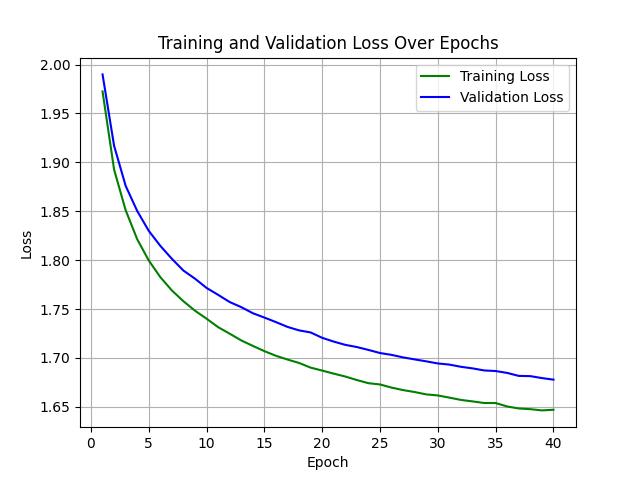 Training and Validation Loss Over Epochs
Training Loss
Validation Loss
2.00
1.95
1.90
1.85
1.80
1.75
1.70
1.65
Loss
0 5 10 15 20 25 30 35 40
Epoch